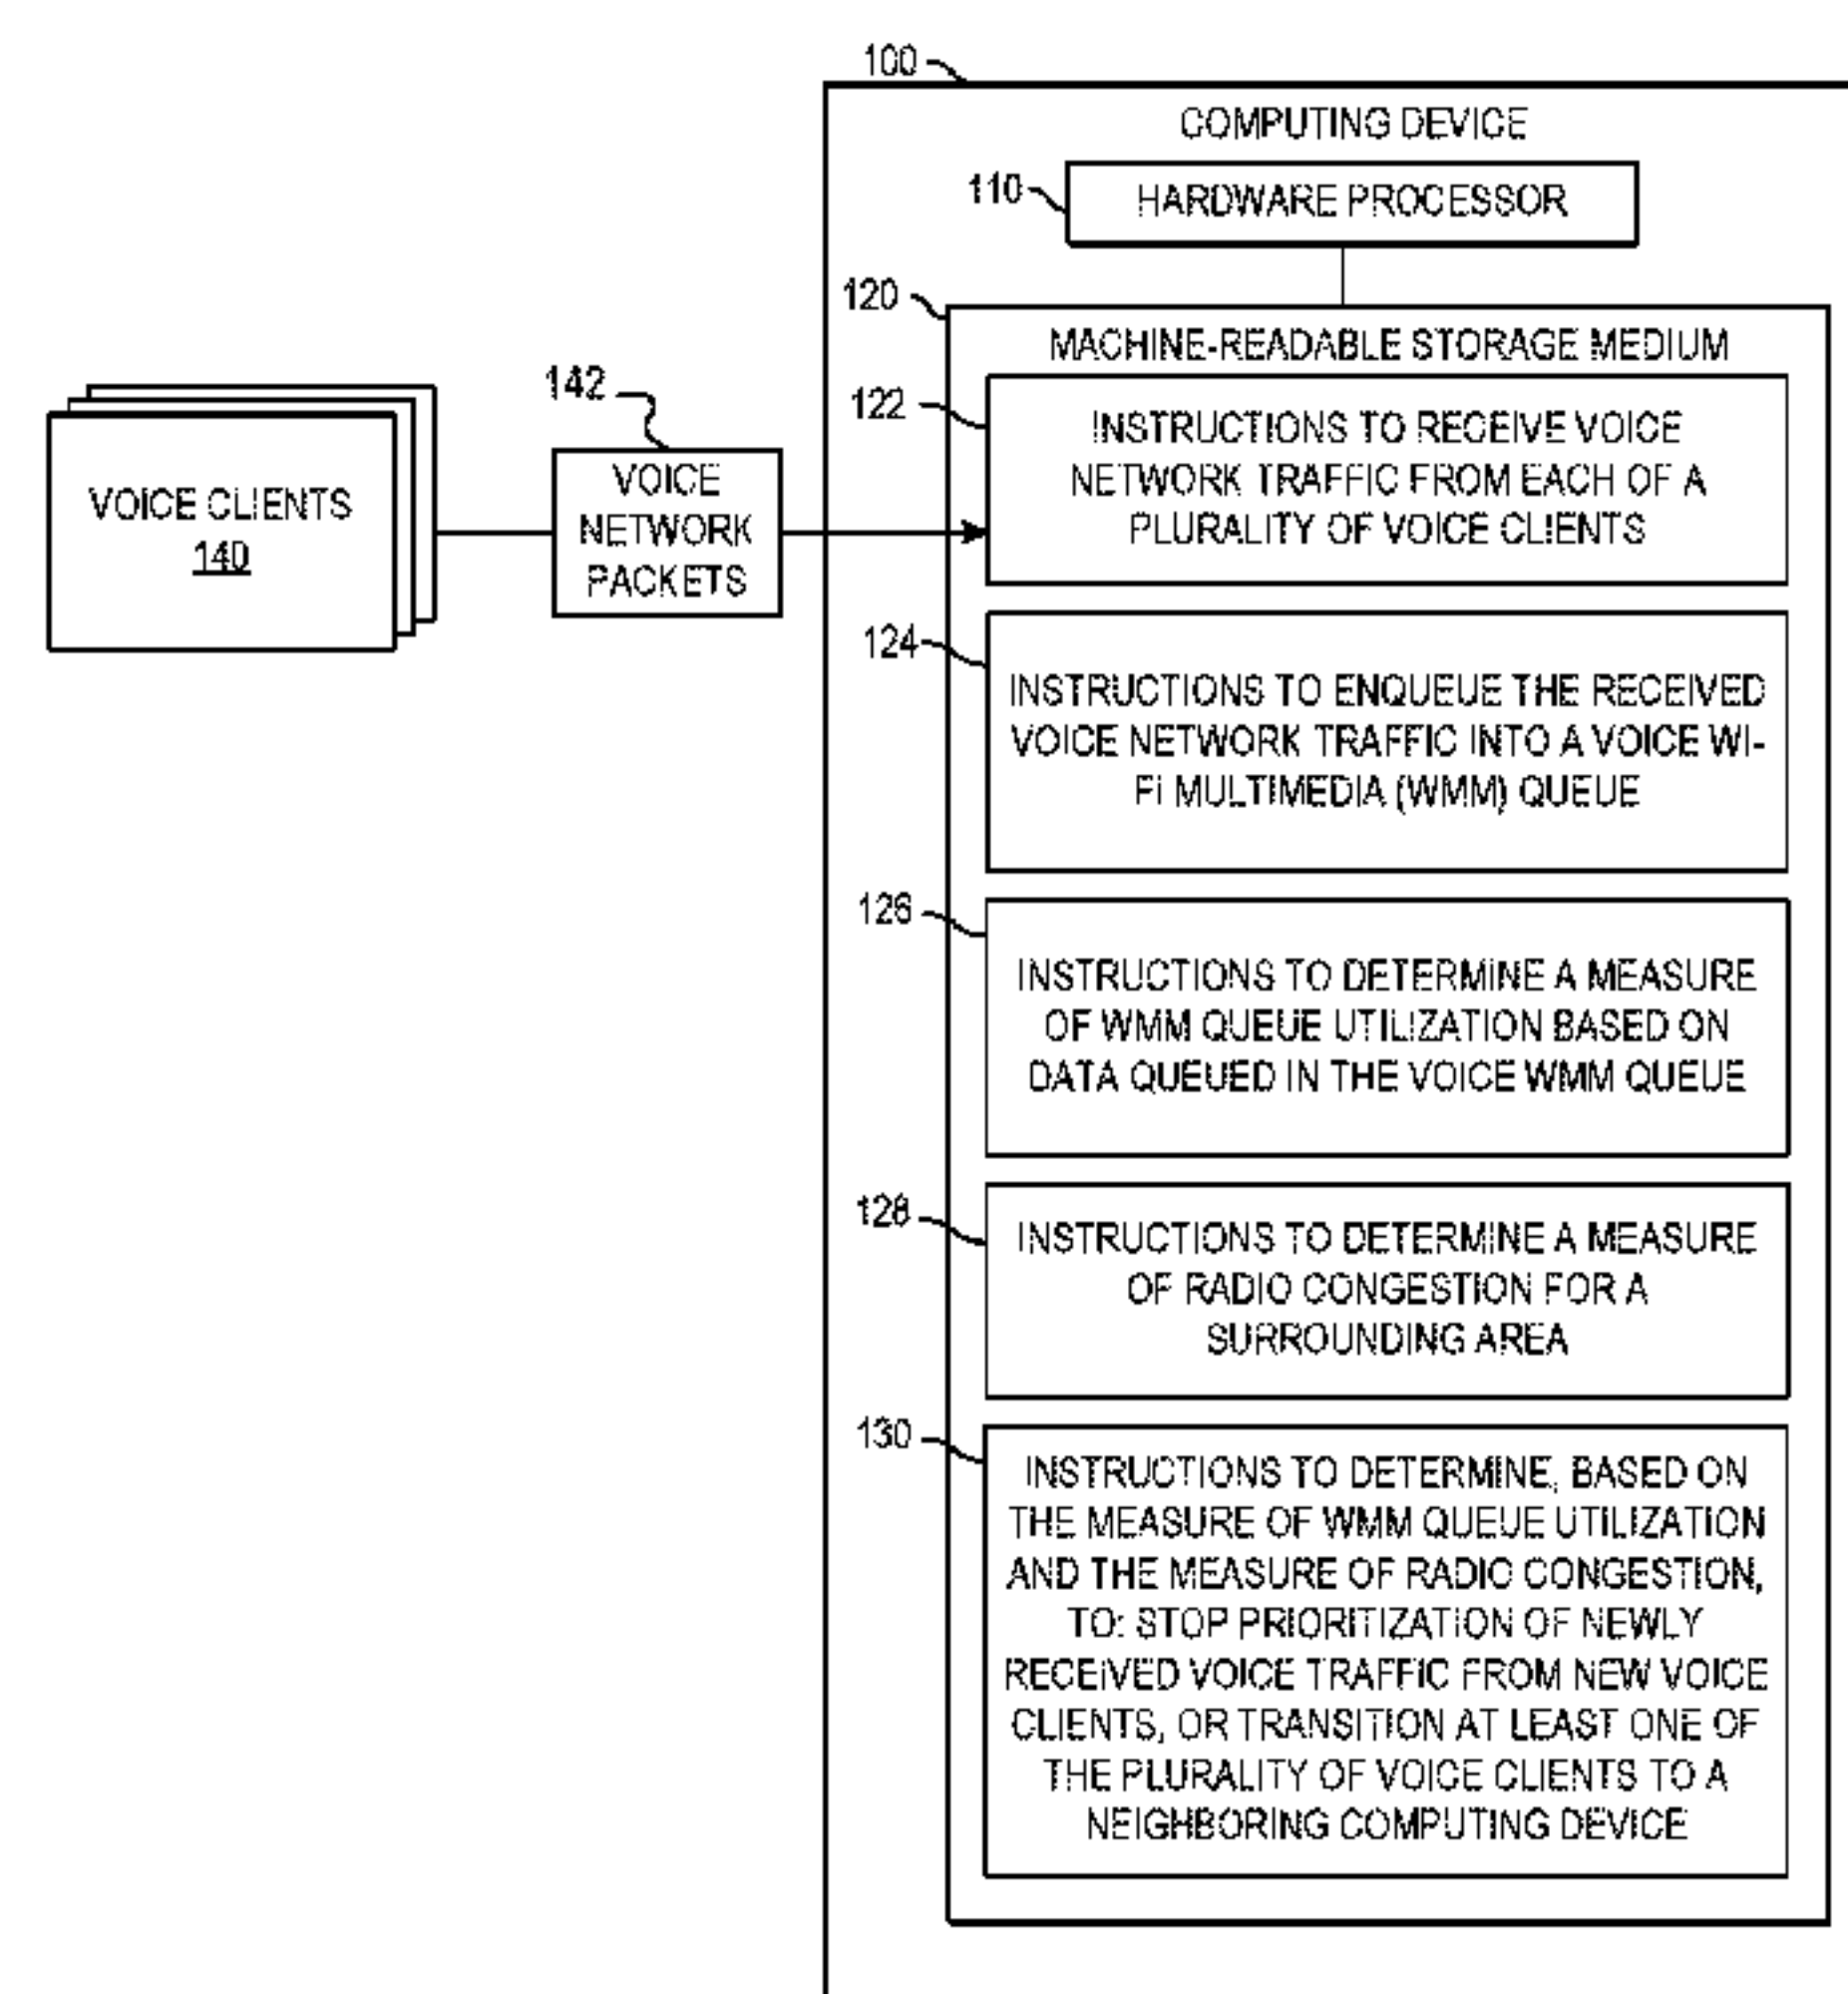 100
COMPUTING DEVICE
110
HARDWARE PROCESSOR
120
MACHINE-READABLE STORAGE MEDIUM
122
INSTRUCTIONS TO RECEIVE VOICE
NETWORK TRAFFIC FROM EACH OF A
PLURALITY OF VOICE CLIENTS
142
VOICE
NETWORK
PACKETS
VOICE CLIENTS
140
124
INSTRUCTIONS TO ENQUEUE THE RECEIVED
VOICE NETWORK TRAFFIC INTO A VOICE WI-
FI MULTIMEDIA (WMM) QUEUE
126
INSTRUCTIONS TO DETERMINE A MEASURE
OF WMM QUEUE UTILIZATION BASED ON
DATA QUEUED IN THE VOICE WMM QUEUE
128
INSTRUCTIONS TO DETERMINE A MEASURE
OF RADIO CONGESTION FOR A
SURROUNDING AREA
130
INSTRUCTIONS TO DETERMINE, BASED ON
THE MEASURE OF WMM QUEUE UTILIZATION
AND THE MEASURE OF RADIO CONGESTION,
TO: STOP PRIORITIZATION OF NEWLY
RECEIVED VOICE TRAFFIC FROM NEW VOICE
CLIENTS, OR TRANSITION AT LEAST ONE OF
THE PLURALITY OF VOICE CLIENTS TO A
NEIGHBORING COMPUTING DEVICE